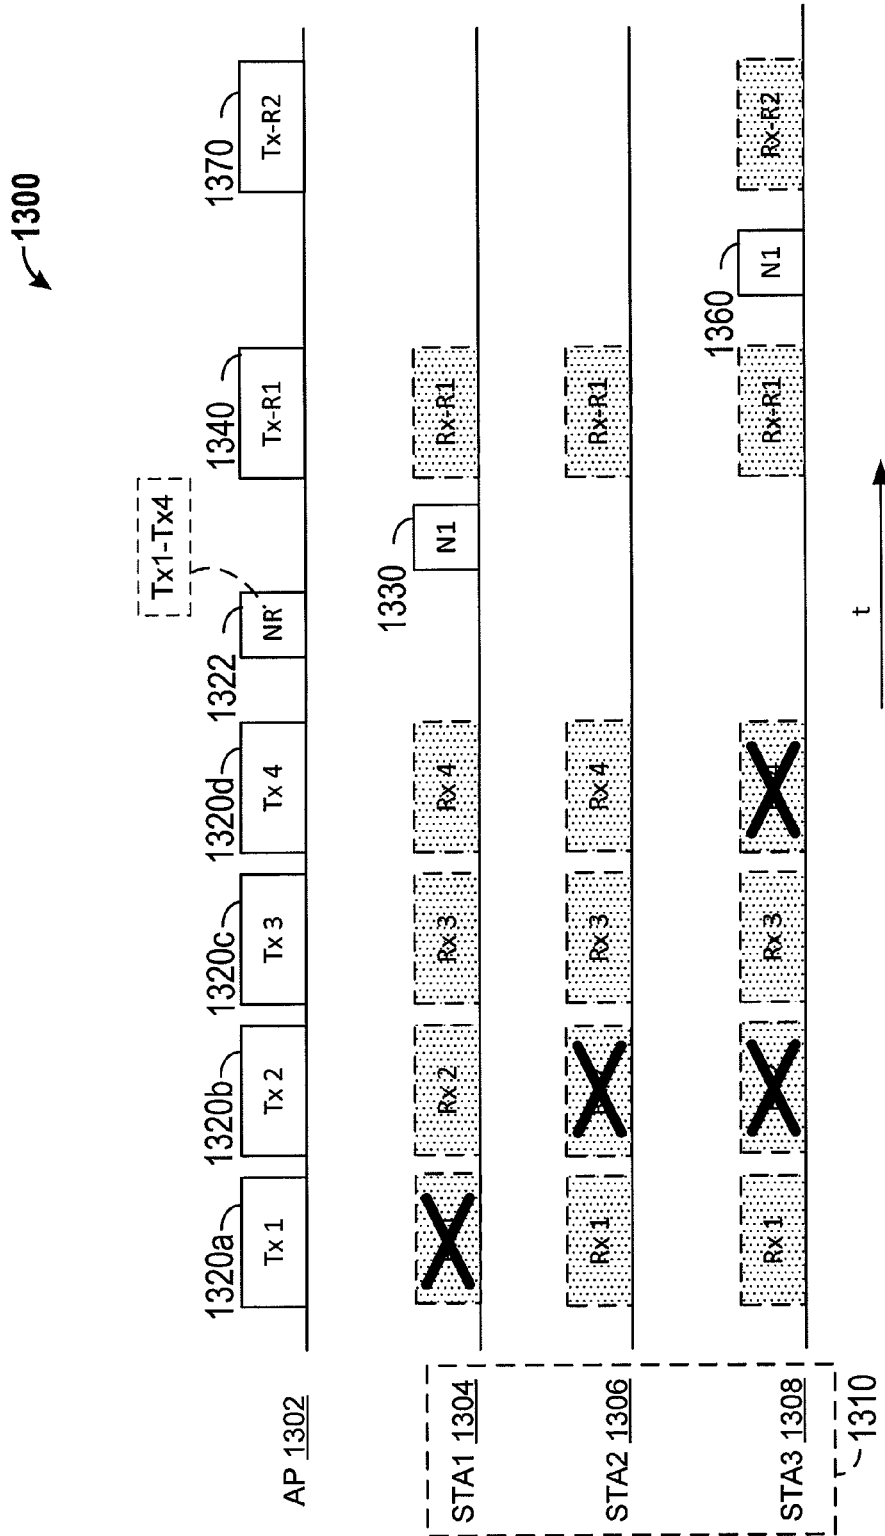 1300
1320a
1320b
1320c
1320d
1322
Tx1-Tx4
1340
1370
AP 1302
Tx 1
Tx 2
Tx 3
Tx 4
NR
Tx-R1
Tx-R2
1330
STA1 1304
Rx 2
Rx 3
Rx 4
N1
Rx-R1
STA2 1306
Rx 1
Rx 3
Rx 4
Rx-R1
1360
STA3 1308
Rx 1
Rx 3
Rx-R1
N1
Rx-R2
1310
t